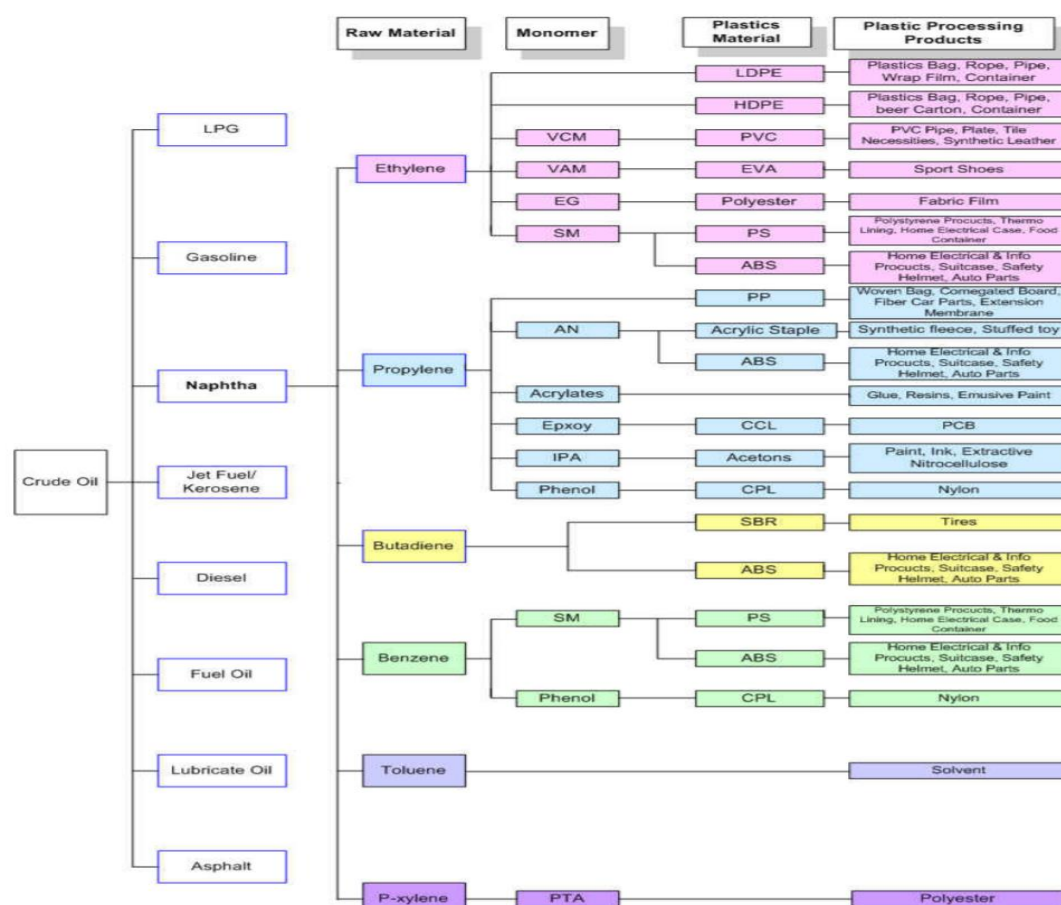 Raw Material
Monomer
Plastics
Material
Plastic Processing
Products
Crude Oil
LPG
Gasoline
Naphtha
Jet Fuel/
Kerosene
Diesel
Fuel Oil
Lubricate Oil
Asphalt
Ethylene
LDPE
Plastics Bag, Rope, Pipe,
Wrap Film, Container
HDPE
Plastics Bag, Rope, Pipe,
beer Carton, Container
VCM
PVC
PVC Pipe, Plate, Tile
Necessities, Synthetic Leather
VAM
EVA
Sport Shoes
EG
Polyester
Fabric Film
SM
PS
Polystyrene Procucts, Thermo
Lining, Home Electrical Case, Food
Container
ABS
Home Electrical & Info
Products, Suitcase, Safety
Helmet, Auto Parts
Propylene
PP
Woven Bag, Cornegated Board,
Fiber Car Parts, Extension
Membrane
AN
Acrylic Staple
Synthetic fleece, Stuffed toy
ABS
Home Electrical & Info
Products, Suitcase, Safety
Helmet, Auto Parts
Acrylates
Glue, Resins, Emusive Paint
Epxoy
CCL
PCB
IPA
Acetons
Paint, Ink, Extractive
Nitrocellulose
Phenol
CPL
Nylon
Butadiene
SBR
Tires
ABS
Home Electrical & Info
Products, Suitcase, Safety
Helmet, Auto Parts
Benzene
SM
PS
Polystyrene Products, Thermo
Lining, Home Electrical Case, Food
Container
ABS
Home Electrical & Info
Products, Suitcase, Safety
Helmet, Auto Parts
Phenol
CPL
Nylon
Toluene
Solvent
P-xylene
PTA
Polyester